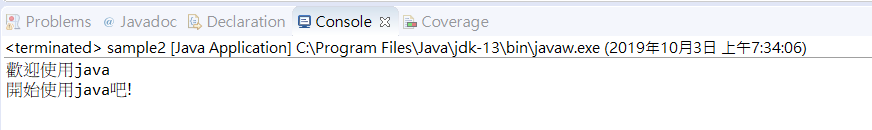 Problems @ Javadoc Declaration Console Coverage
<terminated> sample2 [Java Application] C:\Program Files\Java\jdk-13\bin\javaw.exe (2019年10月3日 上午7:34:06)
歡迎使用java
開始使用java吧!